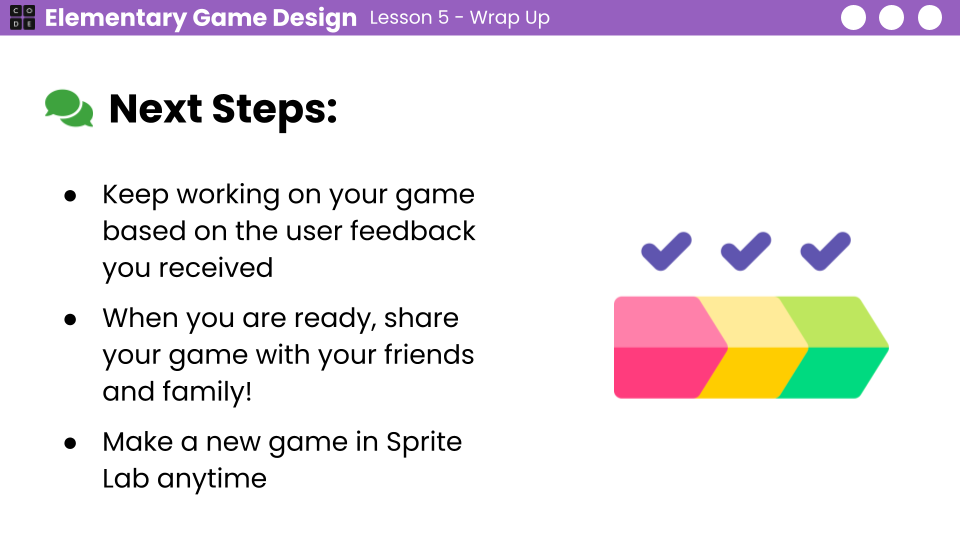 CODE
Elementary Game Design Lesson 5 - Wrap Up
Next Steps:
● Keep working on your game
based on the user feedback
you received
● When you are ready, share
your game with your friends
and family!
● Make a new game in Sprite
Lab anytime